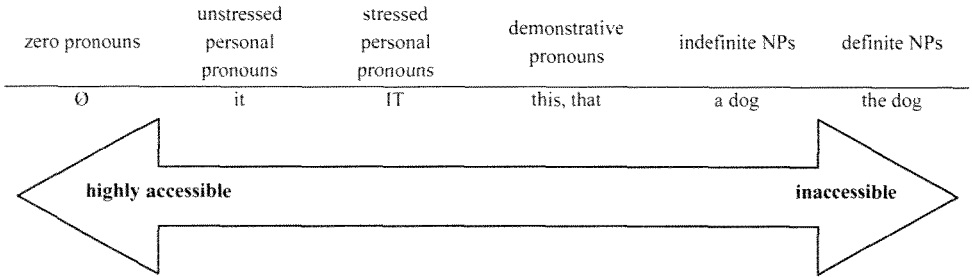 zero pronouns
unstressed
personal
pronouns
stressed
personal
pronouns
demonstrative
pronouns
indefinite NPs
definite NPs
Ø
it
IT
this, that
a dog
the dog
highly accessible
inaccessible